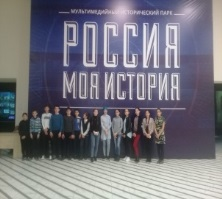 МУЛЬТИМЕДИЙНЫЙ ИСТОРИЧЕСКИЙ ПАРК
РОССИЯ
МОЯ ИСТОРИЯ